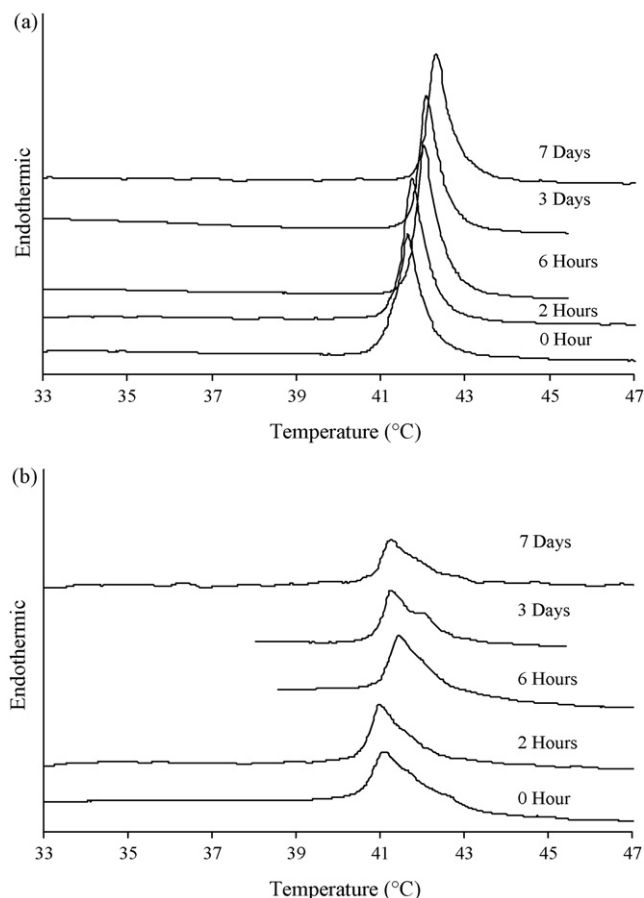 (a)
Endothermic
7 Days
3 Days
6 Hours
2 Hours
0 Hour
33 35 37 39 41 43 45 47
Temperature (°C)
(b)
Endothermic
7 Days
3 Days
6 Hours
2 Hours
0 Hour
33 35 37 39 41 43 45 47
Temperature (°C)